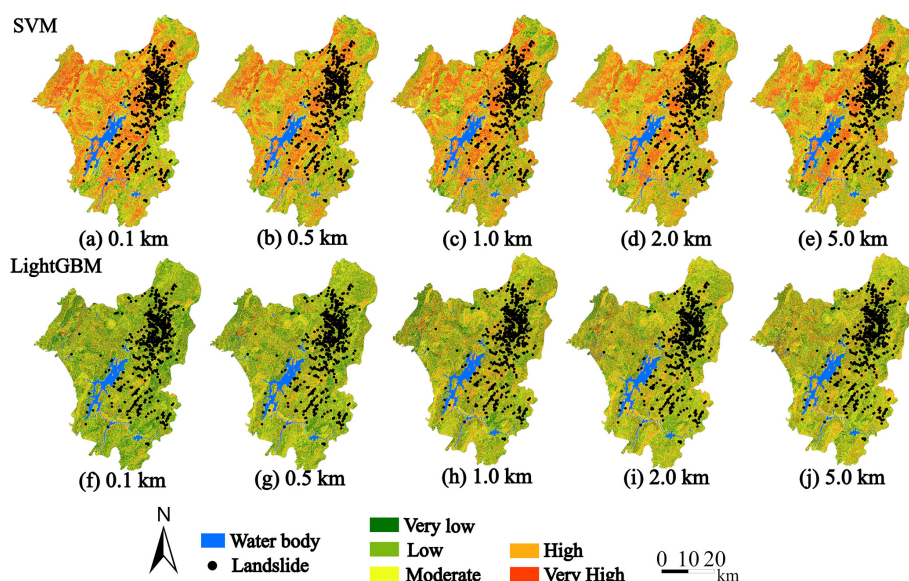 SVM
(a) 0.1 km
(b) 0.5 km
(c) 1.0 km
(d) 2.0 km
(e) 5.0 km
LightGBM
(f) 0.1 km
(g) 0.5 km
(h) 1.0 km
(i) 2.0 km
(j) 5.0 km
N
Water body
Landslide
Very low
Low
Moderate
High
Very High
0 10 20
km